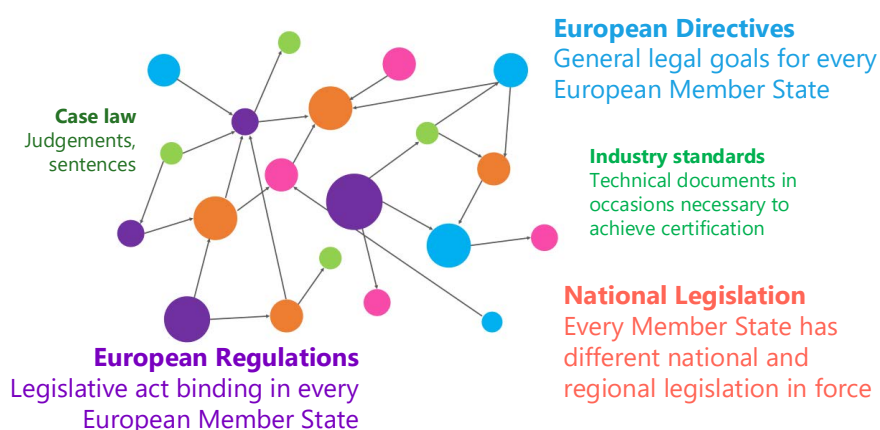 European Directives
General legal goals for every
European Member State
Case law
Judgements,
sentences
Industry standards
Technical documents in
occasions necessary to
achieve certification
National Legislation
Every Member State has
different national and
regional legislation in force
European Regulations
Legislative act binding in every
European Member State